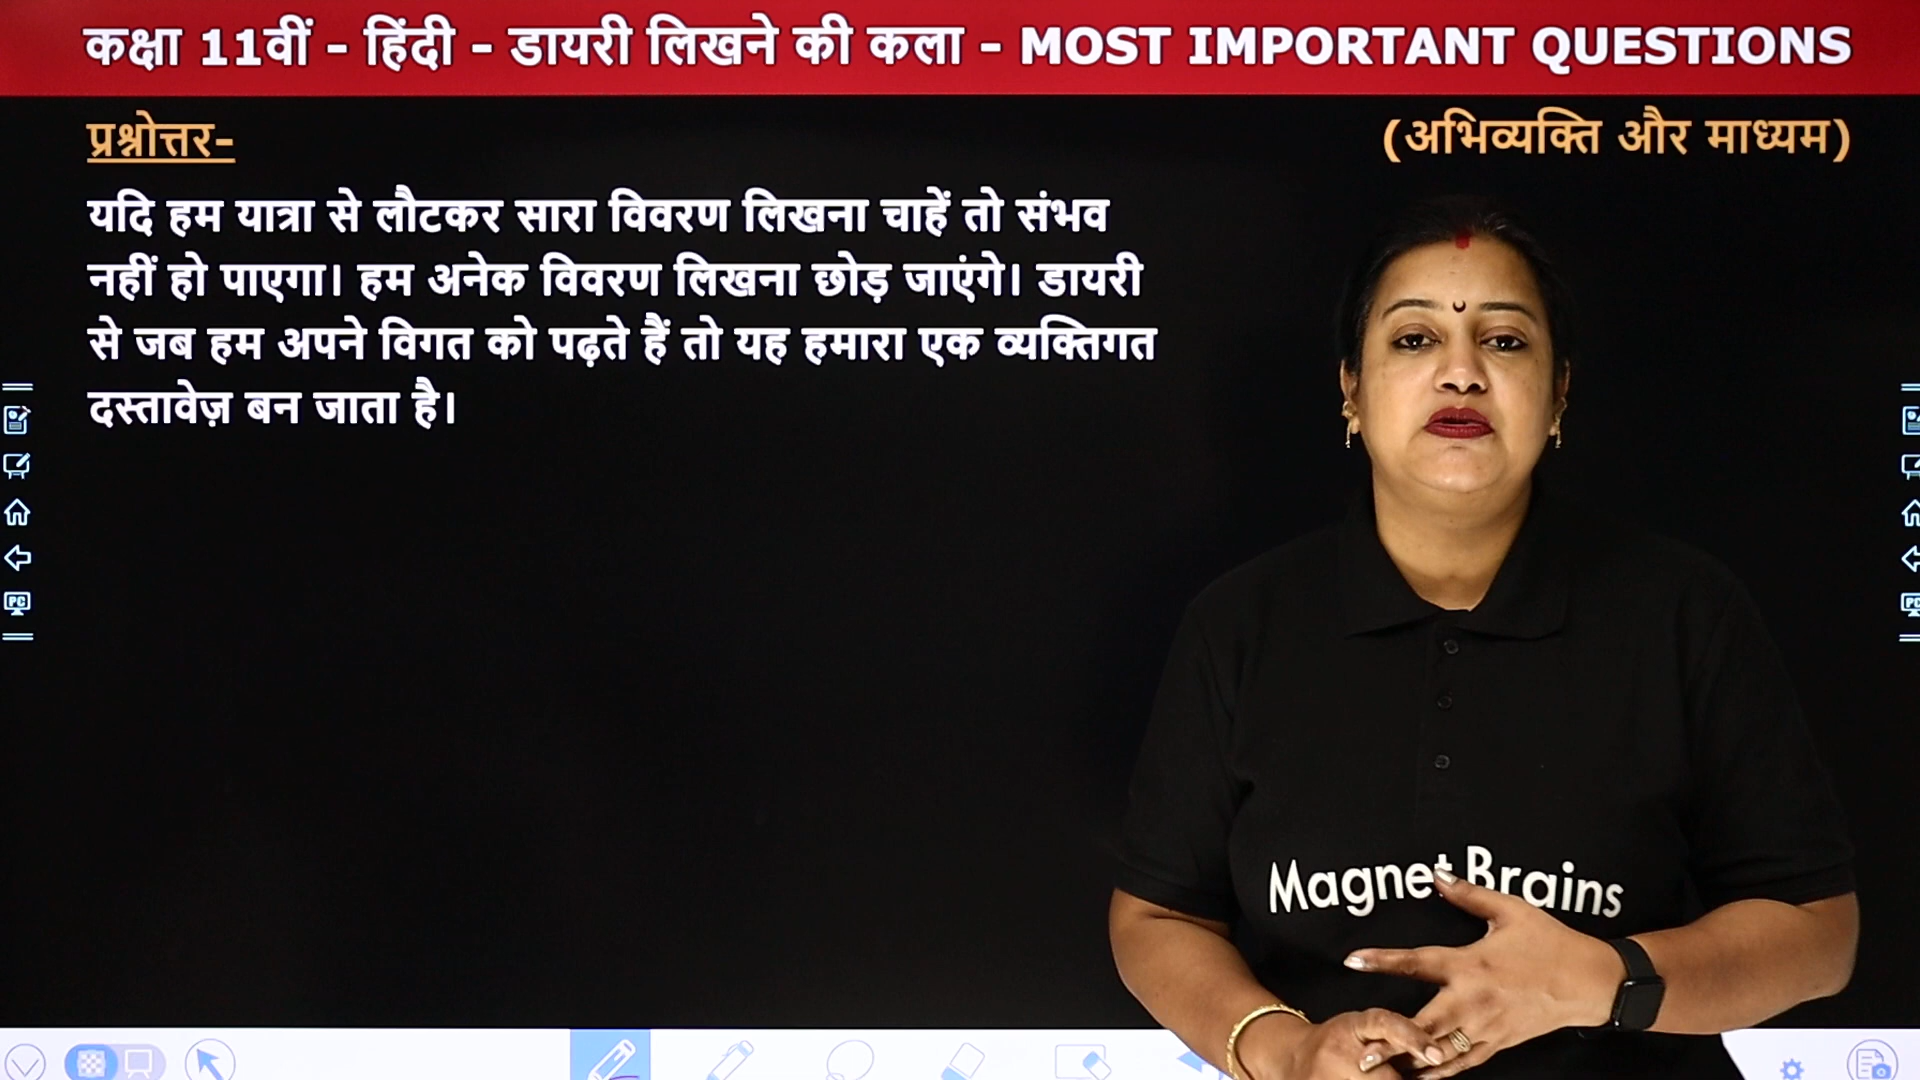 कक्षा 11वीं - हिंदी - डायरी लिखने की कला - MOST IMPORTANT QUESTIONS
प्रश्नोत्तर-
(अभिव्यक्ति और माध्यम)
यदि हम यात्रा से लौटकर सारा विवरण लिखना चाहें तो संभव
नहीं हो पाएगा। हम अनेक विवरण लिखना छोड़ जाएंगे। डायरी
से जब हम अपने विगत को पढ़ते हैं तो यह हमारा एक व्यक्तिगत
दस्तावेज़ बन जाता है।
PC
PC
Magnet Brains